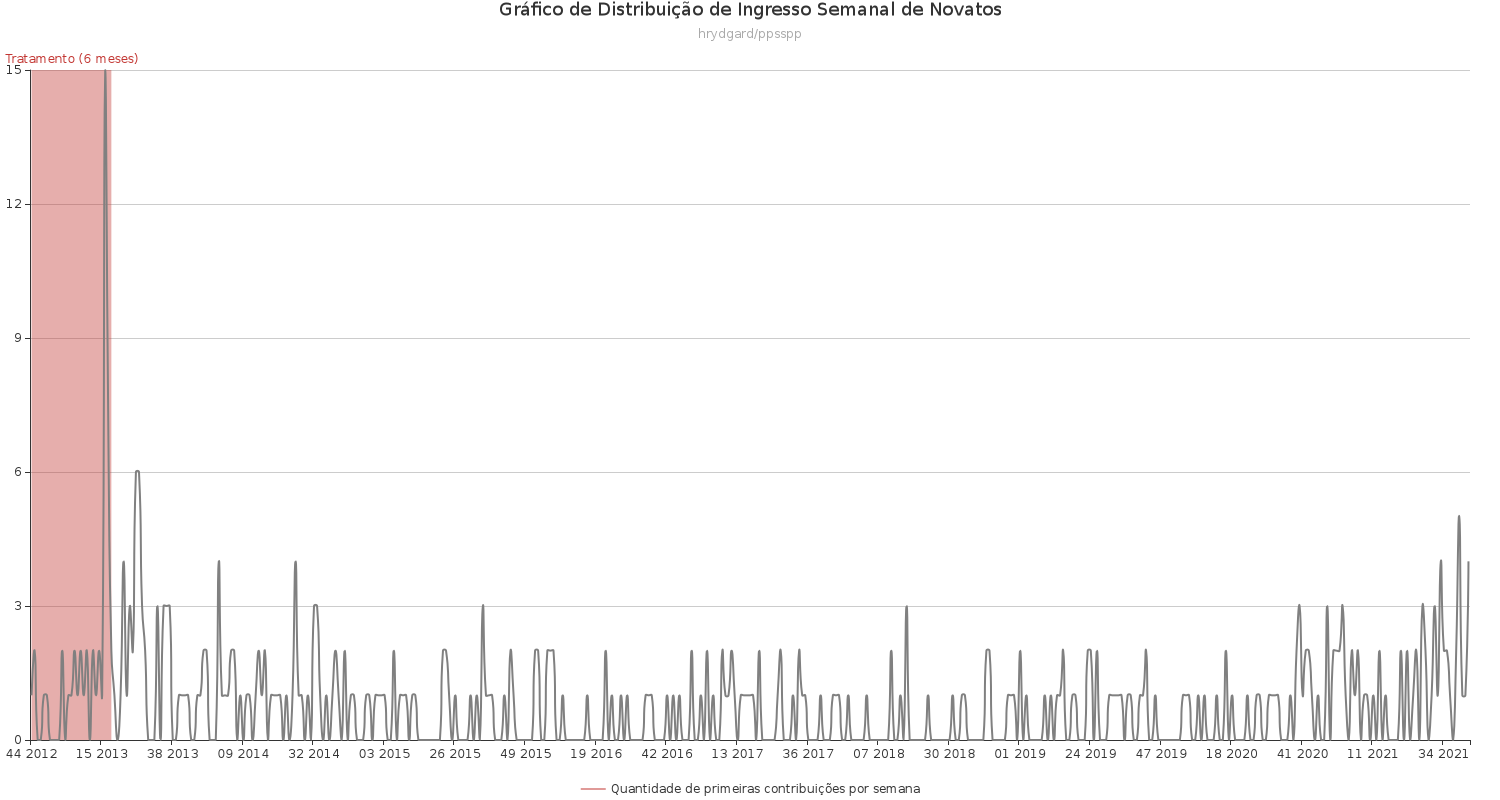 Gráfico de Distribuição de Ingresso Semanal de Novatos
hrydgard/ppsspp
Tratamento (6 meses)
15
12
9
6
3
0
44 2012 15 2013 38 2013 09 2014 32 2014 03 2015 26 2015 49 2015 19 2016 42 2016 13 2017 36 2017 07 2018 30 2018 01 2019 24 2019 47 2019 18 2020 41 2020 11 2021 34 2021
Quantidade de primeiras contribuições por semana